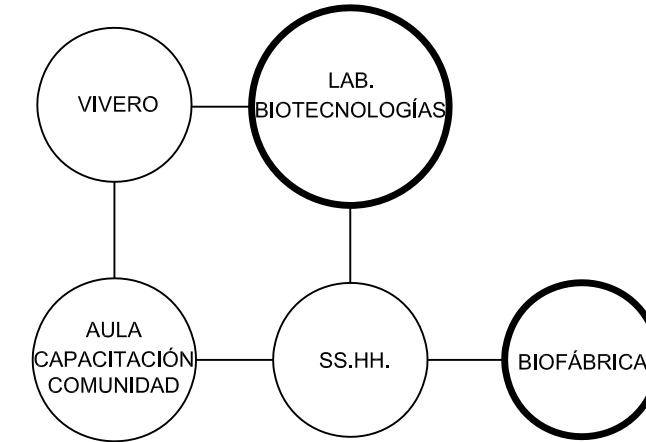 VIVERO
LAB.
BIOTECNOLOGÍAS
AULA
CAPACITACIÓN
COMUNIDAD
SS.HH.
BIOFÁBRICA